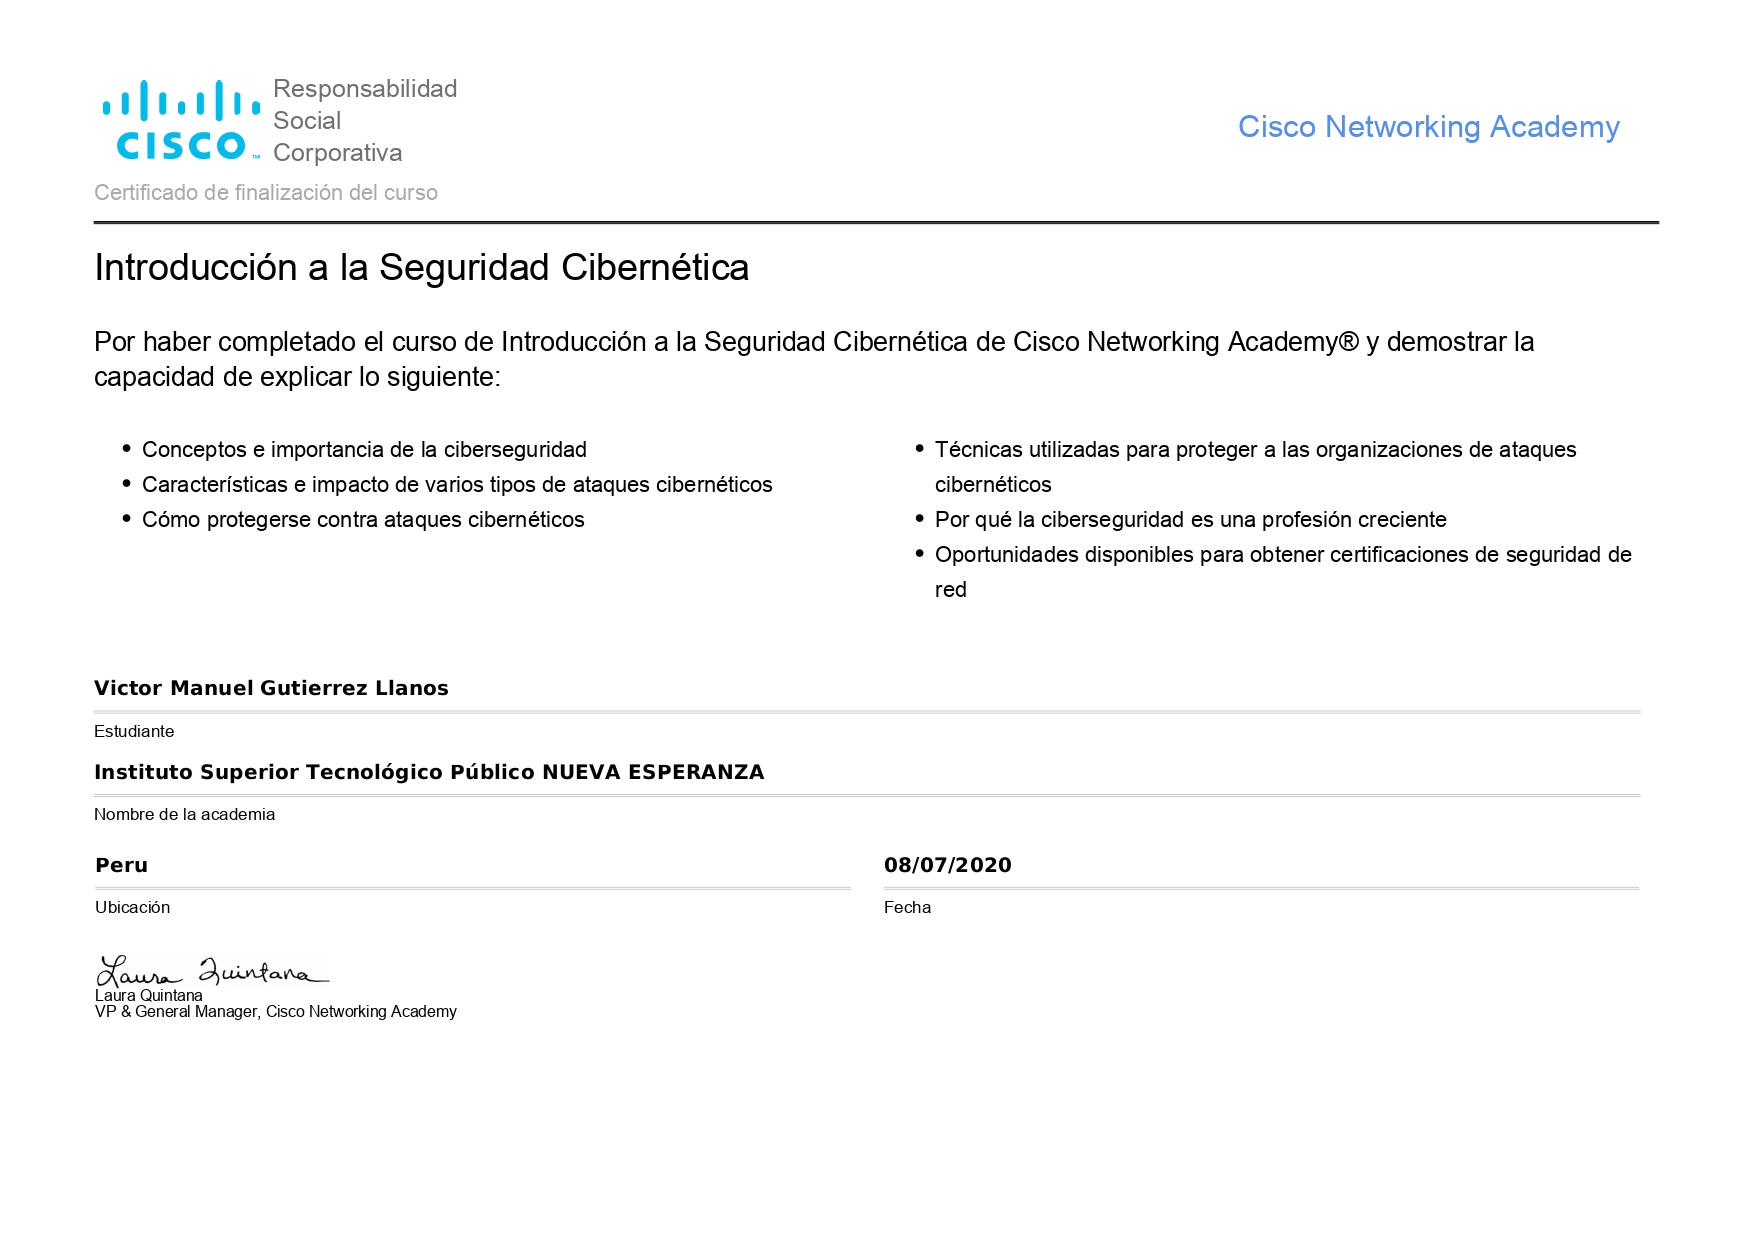 CISCO™
Responsabilidad
Social
Corporativa
Cisco Networking Academy
Certificado de finalización del curso
Introducción a la Seguridad Cibernética
Por haber completado el curso de Introducción a la Seguridad Cibernética de Cisco Networking Academy® y demostrar la
capacidad de explicar lo siguiente:
• Conceptos e importancia de la ciberseguridad
• Características e impacto de varios tipos de ataques cibernéticos
• Cómo protegerse contra ataques cibernéticos
• Técnicas utilizadas para proteger a las organizaciones de ataques
cibernéticos
• Por qué la ciberseguridad es una profesión creciente
• Oportunidades disponibles para obtener certificaciones de seguridad de
red
Victor Manuel Gutierrez Llanos
Estudiante
Instituto Superior Tecnológico Público NUEVA ESPERANZA
Nombre de la academia
Peru
Ubicación
08/07/2020
Fecha
Laura Quintana
Laura Quintana
VP & General Manager, Cisco Networking Academy